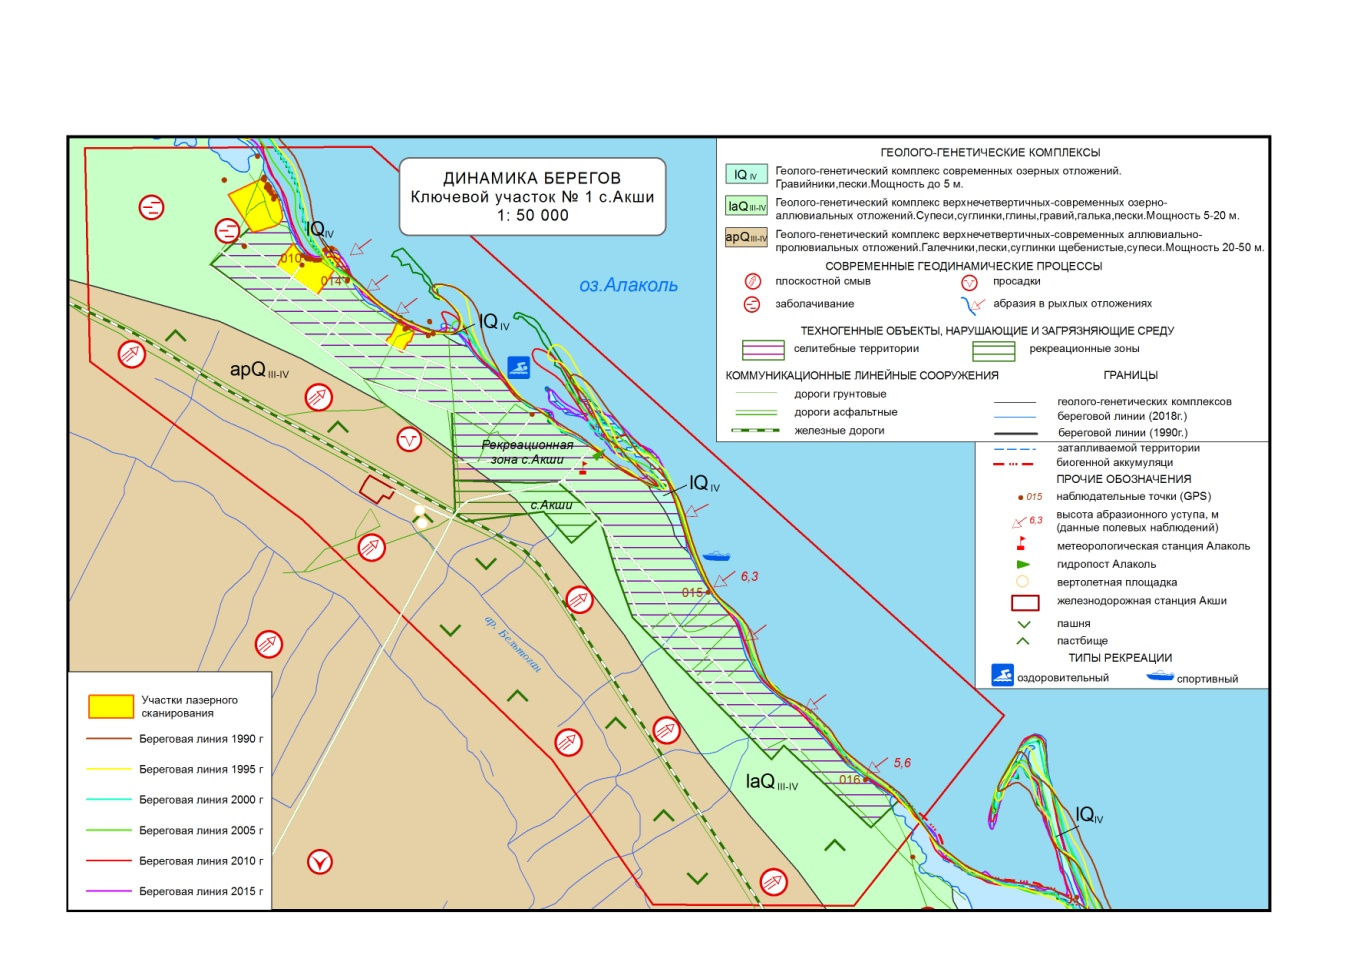 ДИНАМИКА БЕРЕГОВ
Ключевой участок № 1 с.Акши
1: 50 000
оз.Алаколь
lQ IV
010
014
lQ IV
apQ III-IV
Рекреационная
зона с.Акши
с.Акши
lQ IV
6,3
015
ар. Бельтоган
5,6
016
laQ III-IV
lQ IV
ГЕОЛОГО-ГЕНЕТИЧЕСКИЕ КОМПЛЕКСЫ
lQ IV Геолого-генетический комплекс современных озерных отложений.
Гравийники,пески.Мощность до 5 м.
laQ III-IV Геолого-генетический комплекс верхнечетвертичных-современных озерно-
аллювиальных отложений.Супеси,суглинки,глины,гравий,галька,пески.Мощность 5-20 м.
apQ III-IV Геолого-генетический комплекс верхнечетвертичных-современных аллювиально-
пролювиальных отложений.Галечники,пески,суглинки щебенистые,супеси.Мощность 20-50 м.
СОВРЕМЕННЫЕ ГЕОДИНАМИЧЕСКИЕ ПРОЦЕССЫ
плоскостной смыв
просадки
заболачивание
абразия в рыхлых отложениях
ТЕХНОГЕННЫЕ ОБЪЕКТЫ, НАРУШАЮЩИЕ И ЗАГРЯЗНЯЮЩИЕ СРЕДУ
селитебные территории
рекреационные зоны
КОММУНИКАЦИОННЫЕ ЛИНЕЙНЫЕ СООРУЖЕНИЯ
дороги грунтовые
дороги асфальтные
железные дороги
ГРАНИЦЫ
геолого-генетических комплексов
береговой линии (2018г.)
береговой линии (1990г.)
затапливаемой территории
биогенной аккумуляци
ПРОЧИЕ ОБОЗНАЧЕНИЯ
015 наблюдательные точки (GPS)
6,3 высота абразионного уступа, м
(данные полевых наблюдений)
метеорологическая станция Алаколь
гидропост Алаколь
вертолетная площадка
железнодорожная станция Акши
пашня
пастбище
ТИПЫ РЕКРЕАЦИИ
оздоровительный
спортивный
Участки лазерного
сканирования
Береговая линия 1990 г
Береговая линия 1995 г
Береговая линия 2000 г
Береговая линия 2005 г
Береговая линия 2010 г
Береговая линия 2015 г